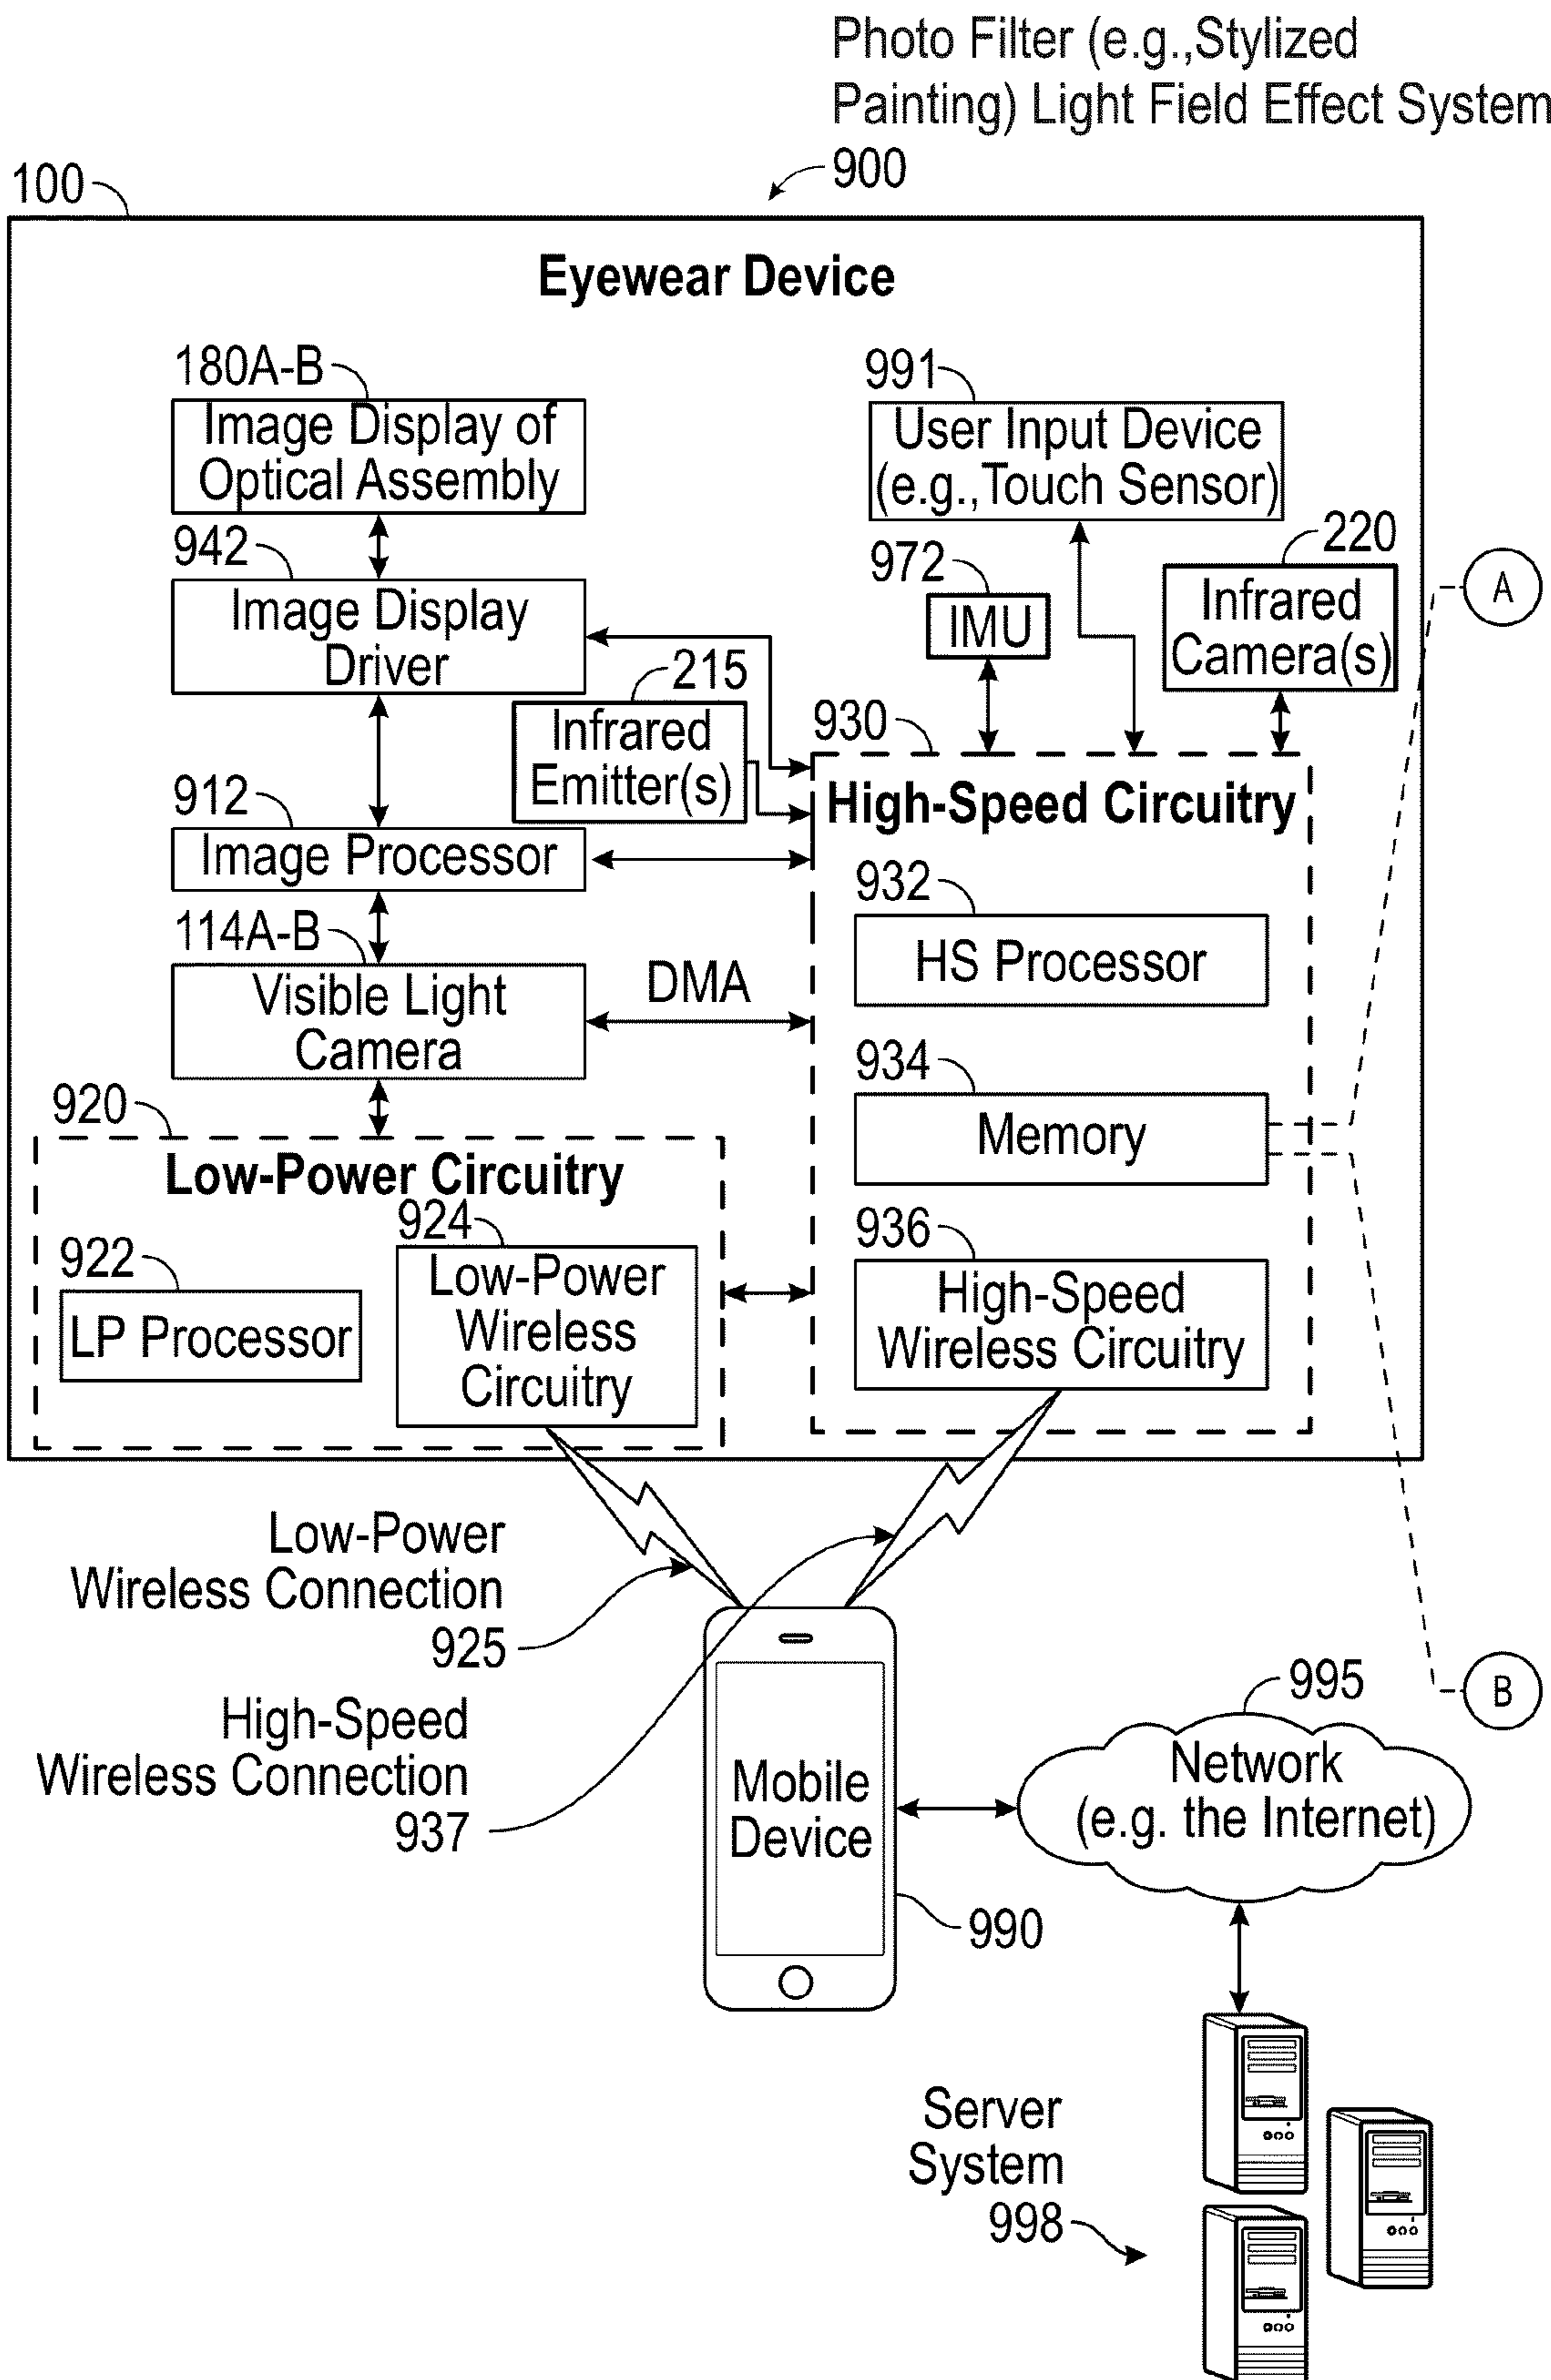 Photo Filter (e.g.,Stylized
Painting) Light Field Effect System
900
100
Eyewear Device
180A-B
Image Display of
Optical Assembly
991
User Input Device
(e.g.,Touch Sensor)
942
Image Display
Driver
972
IMU
220
Infrared
Camera(s)
A
215
Infrared
Emitter(s)
930
High-Speed Circuitry
912
Image Processor
932
HS Processor
114A-B
Visible Light
Camera
DMA
934
Memory
920
Low-Power Circuitry
922
LP Processor
924
Low-Power
Wireless
Circuitry
936
High-Speed
Wireless Circuitry
Low-Power
Wireless Connection
925
High-Speed
Wireless Connection
937
Mobile
Device
990
995
Network
(e.g. the Internet)
B
Server
System
998